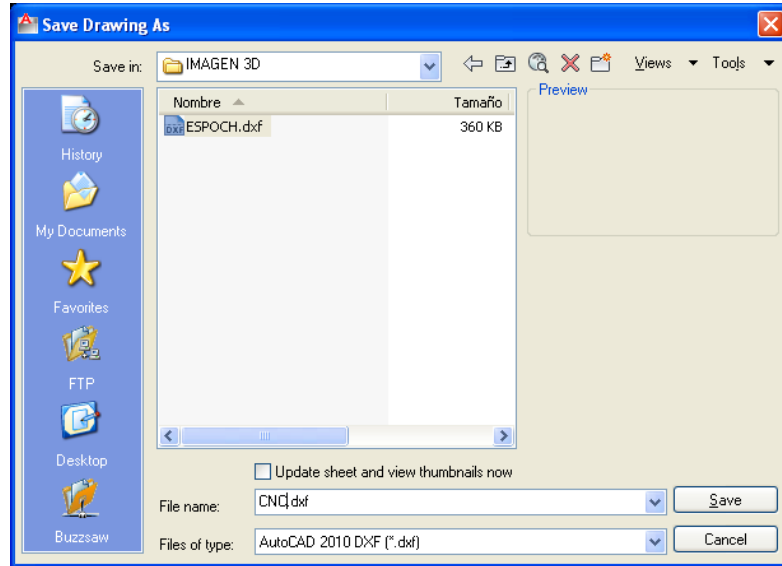 Save Drawing As
Save in: IMAGEN 3D Views Tools
History
My Documents
Favorites
FTP
Desktop
Buzzsaw
Nombre Tamaño
DXF ESPOCH.dxf 360 KB
Preview
Update sheet and view thumbnails now
File name: CNC.dxf Save
Files of type: AutoCAD 2010 DXF (*.dxf) Cancel